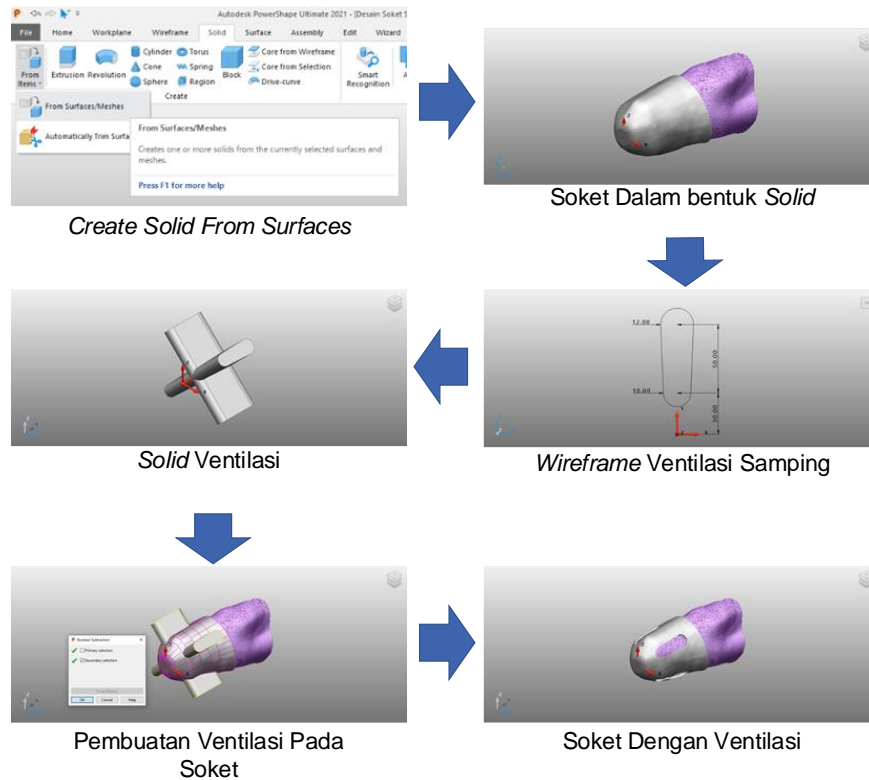 Autodesk PowerShape Ultimate 2021 - [Desain Soket S
File Home Workplane Wireframe Solid Surface Assembly Edit Wizard
From Items
Extrusion Revolution
Cylinder Torus
Cone Spring
Sphere Region
Block
Core from Wireframe
Core from Selection
Drive-curve
Smart Recognition
Create
From Surfaces/Meshes
Automatically Trim Surfa
From Surfaces/Meshes
Creates one or more solids from the currently selected surfaces and
meshes.
Press F1 for more help
Create Solid From Surfaces
Soket Dalam bentuk Solid
12.00
50.00
10.00
30.00
Wireframe Ventilasi Samping
Solid Ventilasi
Boolean Subtraction
Primary selection
Secondary selection
OK Cancel Help
Pembuatan Ventilasi Pada
Soket
Soket Dengan Ventilasi